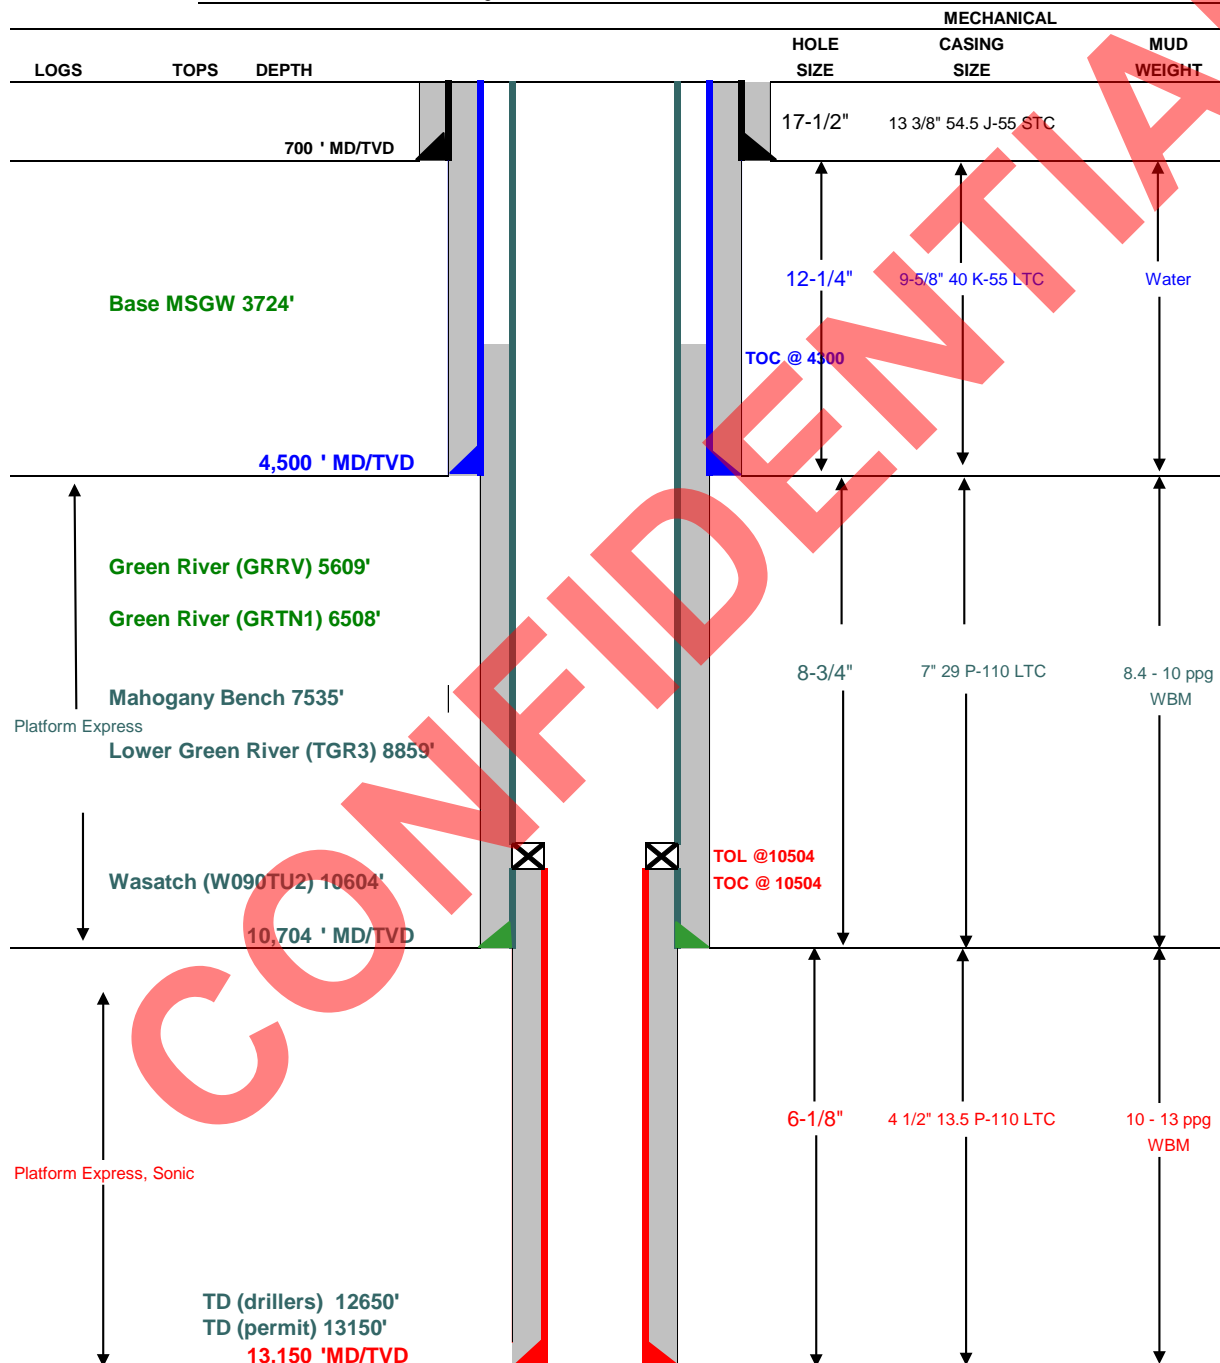 MECHANICAL
HOLE CASING MUD
LOGS TOPS DEPTH SIZE SIZE WEIGHT
17-1/2" 13 3/8" 54.5 J-55 STC
700 ' MD/TVD
12-1/4" 9-5/8" 40 K-55 LTC Water
Base MSGW 3724'
TOC @ 4300
4,500 ' MD/TVD
Green River (GRRV) 5609'
Green River (GRTN1) 6508'
8-3/4" 7" 29 P-110 LTC 8.4 - 10 ppg
WBM
Mahogany Bench 7535'
Platform Express
Lower Green River (TGR3) 8859'
TOL @10504
TOC @ 10504
Wasatch (W090TU2) 10604'
10,704 ' MD/TVD
6-1/8" 4 1/2" 13.5 P-110 LTC 10 - 13 ppg
WBM
Platform Express, Sonic
TD (drillers) 12650'
TD (permit) 13150'
13.150 'MD/TVD
CONFIDENTIA